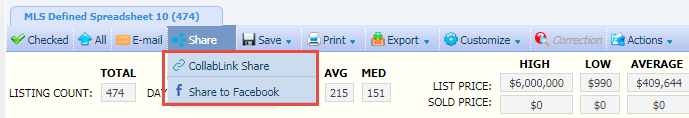 MLS Defined Spreadsheet 10 (474)
Checked All E-mail Share Save Print Export Customize Correction Actions
CollabLink Share
Share to Facebook
TOTAL AVG MED HIGH LOW AVERAGE
LISTING COUNT: 474 DAY 215 151 LIST PRICE: $6,000,000 $990 $409,644
SOLD PRICE: $0 $0 $0